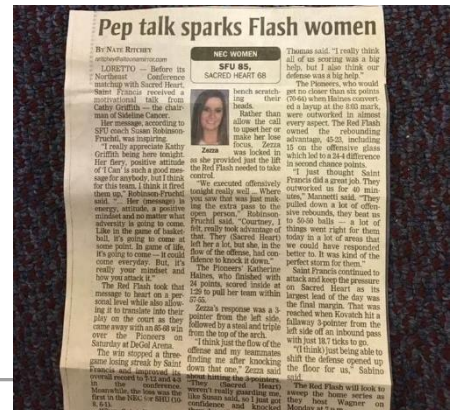 Pep talk sparks Flash women
BY NATE RITCHEY
LORETTO — Before its
Northeast Conference
matchup with Sacred Heart,
Saint Francis received a
motivational talk from
Cathy Griffith — the chair-
man of Sideline Cancer.
Her message, according to
SFU coach Susan Robinson-
Fruchtl, was inspiring.
"I really appreciate Kathy
Griffith being here tonight.
Her fiery, positive attitude
of 'I Can' is such a good mes-
sage for anybody, but I think
for this team, I think it fired
them up," Robinson-Fruchtl
said. "... Her message is
energy, attitude, a positive
mindset and no matter what
adversity is going to come.
Like in the game of basket-
ball, it's going to come at
some point. In game of life,
it's going to come — it could
come everyday. But, it's
really your mindset and
how you attack it."
The Red Flash took that
message to heart on a per-
sonal level while also allow-
ing it to translate into their
play on the court as they
came away with an 85-68 win
over the Pioneers on
Saturday at DeGol Arena.
The win stopped a three-
game losing streak by Saint
Francis and improved its
overall record to 7-12 and 4-3
in the conference.
Meanwhile, the loss was the
first in the NEC for SHU (10-
8, 6-1).
NEC WOMEN
SFU 85,
SACRED HEART 68
Zezza
bench scratch-
ing their
heads.
Rather than
allow the call
to upset her or
make her lose
focus, Zezza
was locked in
as she provided just the lift
the Red Flash needed to take
control.
"We executed offensively
tonight really well ... Where
you saw that was just mak-
ing the extra pass to the
open person," Robinson-
Fruchtl said. "Courtney, I
felt, really took advantage of
that. They (Sacred Heart)
left her a lot, but she, in the
flow of the offense, had con-
fidence to knock it down."
The Pioneers' Katherine
Haines, who finished with
24 points, scored inside at
1:25 to pull her team within
57-55.
Zezza's response was a 3-
pointer from the left side,
followed by a steal and triple
from the top of the arch.
"I think just the flow of the
offense and my teammates
finding me after knocking
down that one," Zezza said
about hitting the 3-pointers.
"They (Sacred Heart)
weren't really guarding me,
like Susan said, so I just got
confidence and knocked
Thomas said. "I really think
all of us scoring was a big
help, but I also think our
defense was a big help."
The Pioneers, who would
get no closer than six points
(70-64) when Haines convert-
ed a layup at the 8:03 mark,
were outworked in almost
every aspect. The Red Flash
owned the rebounding
advantage, 45-29, including
15 on the offensive glass
which led to a 24-4 difference
in second chance points.
"I just thought Saint
Francis did a great job. They
outworked us for 40 min-
utes," Mannetti said. "They
pulled down a lot of offen-
sive rebounds, they beat us
to 50-50 balls — a lot of
things went right for them
today in a lot of areas that
we could have responded
better to. It was kind of the
perfect storm for them."
Saint Francis continued to
attack and keep the pressure
on Sacred Heart as its
largest lead of the day was
the final margin. That was
reached when Kovatch hit a
fallaway 3-pointer from the
left side off an inbound pass
with just 18.7 ticks to go.
"(I think) just being able to
shift the defense opened up
the floor for us," Sabino
said.
The Red Flash will look to
sweep the home series as
they host Wagner on
Monday at 7 p.m.